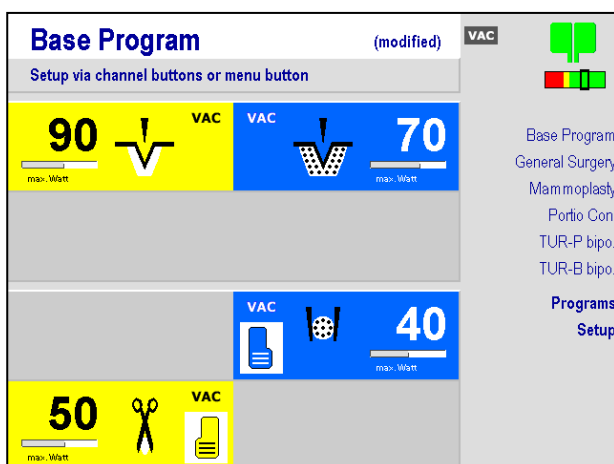 Base Program (modified)
Setup via channel buttons or menu button
VAC
90 VAC
max. Watt
VAC 70
max. Watt
VAC 40
max. Watt
50 VAC
max. Watt
Base Program
General Surgery
Mammoplasty
Portio Con
TUR-P bipo.
TUR-B bipo.
Programs
Setup